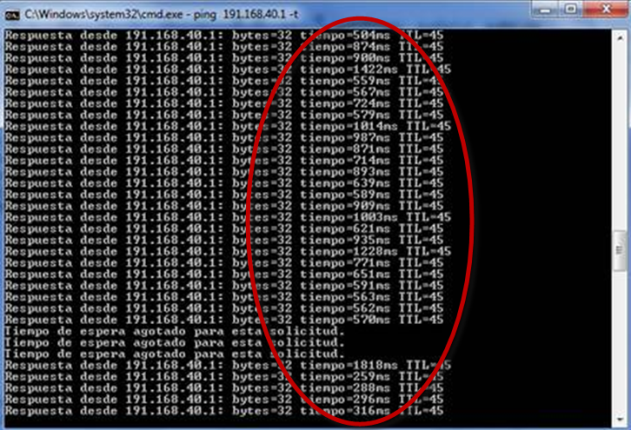 C:\Windows\system32\cmd.exe - ping 191.168.40.1 -t
Respuesta desde 191.168.40.1: bytes=32 tiempo=504ms TTL=45
Respuesta desde 191.168.40.1: bytes=32 tiempo=874ms TTL=45
Respuesta desde 191.168.40.1: bytes=32 tiempo=900ms TTL=45
Respuesta desde 191.168.40.1: bytes=32 tiempo=1422ms TTL=45
Respuesta desde 191.168.40.1: bytes=32 tiempo=559ms TTL=45
Respuesta desde 191.168.40.1: bytes=32 tiempo=567ms TTL=45
Respuesta desde 191.168.40.1: bytes=32 tiempo=724ms TTL=45
Respuesta desde 191.168.40.1: bytes=32 tiempo=579ms TTL=45
Respuesta desde 191.168.40.1: bytes=32 tiempo=1014ms TTL=45
Respuesta desde 191.168.40.1: bytes=32 tiempo=987ms TTL=45
Respuesta desde 191.168.40.1: bytes=32 tiempo=871ms TTL=45
Respuesta desde 191.168.40.1: bytes=32 tiempo=714ms TTL=45
Respuesta desde 191.168.40.1: bytes=32 tiempo=893ms TTL=45
Respuesta desde 191.168.40.1: bytes=32 tiempo=639ms TTL=45
Respuesta desde 191.168.40.1: bytes=32 tiempo=589ms TTL=45
Respuesta desde 191.168.40.1: bytes=32 tiempo=909ms TTL=45
Respuesta desde 191.168.40.1: bytes=32 tiempo=1003ms TTL=45
Respuesta desde 191.168.40.1: bytes=32 tiempo=621ms TTL=45
Respuesta desde 191.168.40.1: bytes=32 tiempo=935ms TTL=45
Respuesta desde 191.168.40.1: bytes=32 tiempo=1228ms TTL=45
Respuesta desde 191.168.40.1: bytes=32 tiempo=771ms TTL=45
Respuesta desde 191.168.40.1: bytes=32 tiempo=651ms TTL=45
Respuesta desde 191.168.40.1: bytes=32 tiempo=591ms TTL=45
Respuesta desde 191.168.40.1: bytes=32 tiempo=563ms TTL=45
Respuesta desde 191.168.40.1: bytes=32 tiempo=562ms TTL=45
Respuesta desde 191.168.40.1: bytes=32 tiempo=570ms TTL=45
Tiempo de espera agotado para esta solicitud.
Tiempo de espera agotado para esta solicitud.
Tiempo de espera agotado para esta solicitud.
Respuesta desde 191.168.40.1: bytes=32 tiempo=1818ms TTL=45
Respuesta desde 191.168.40.1: bytes=32 tiempo=259ms TTL=45
Respuesta desde 191.168.40.1: bytes=32 tiempo=288ms TTL=45
Respuesta desde 191.168.40.1: bytes=32 tiempo=296ms TTL=45
Respuesta desde 191.168.40.1: bytes=32 tiempo=316ms TTL=45